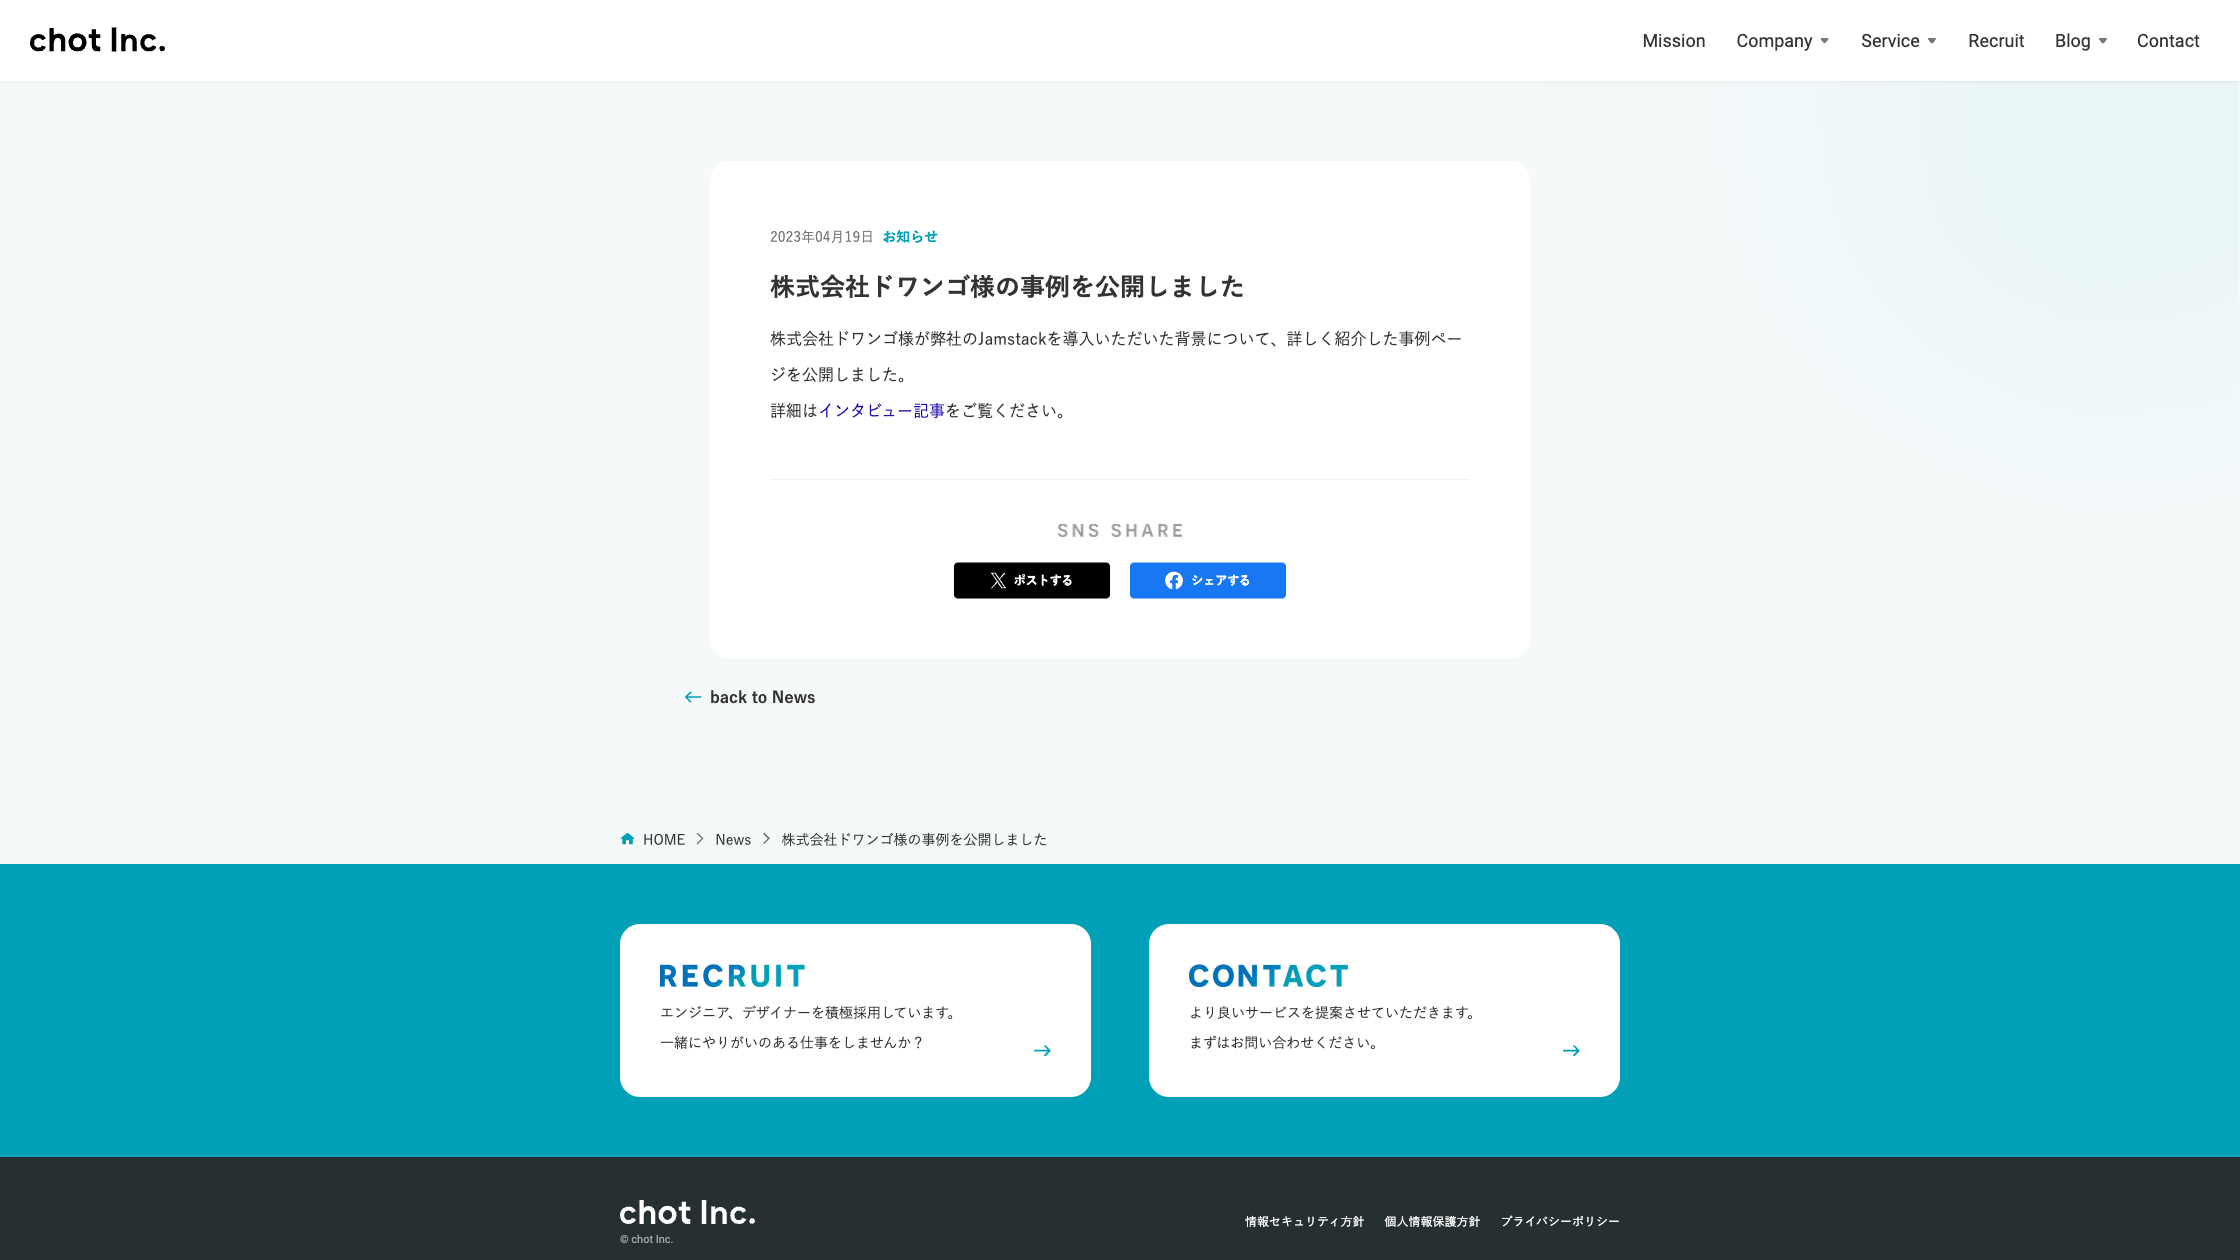 chot Inc.
Mission Company Service Recruit Blog Contact
2023年04月19日 お知らせ
株式会社ドワンゴ様の事例を公開しました
株式会社ドワンゴ様が弊社のJamstackを導入いただいた背景について、詳しく紹介した事例ペー
ジを公開しました。
詳細はインタビュー記事をご覧ください。
SNS SHARE
ポストする シェアする
back to News
HOME News 株式会社ドワンゴ様の事例を公開しました
RECRUIT
エンジニア、デザイナーを積極採用しています。
一緒にやりがいのある仕事をしませんか？
CONTACT
より良いサービスを提案させていただきます。
まずはお問い合わせください。
chot Inc.
© chot Inc.
情報セキュリティ方針 個人情報保護方針 プライバシーポリシー